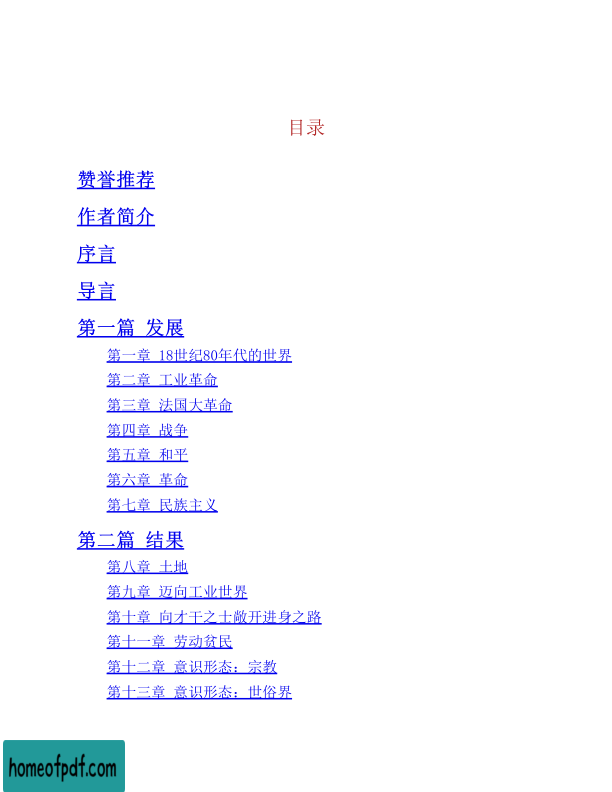 目录
赞誉推荐
作者简介
序言
导言
第一篇 发展
第一章 18世纪80年代的世界
第二章 工业革命
第三章 法国大革命
第四章 战争
第五章 和平
第六章 革命
第七章 民族主义
第二篇 结果
第八章 土地
第九章 迈向工业世界
第十章 向才干之士敞开进身之路
第十一章 劳动贫民
第十二章 意识形态：宗教
第十三章 意识形态：世俗界
homeofpdf.com